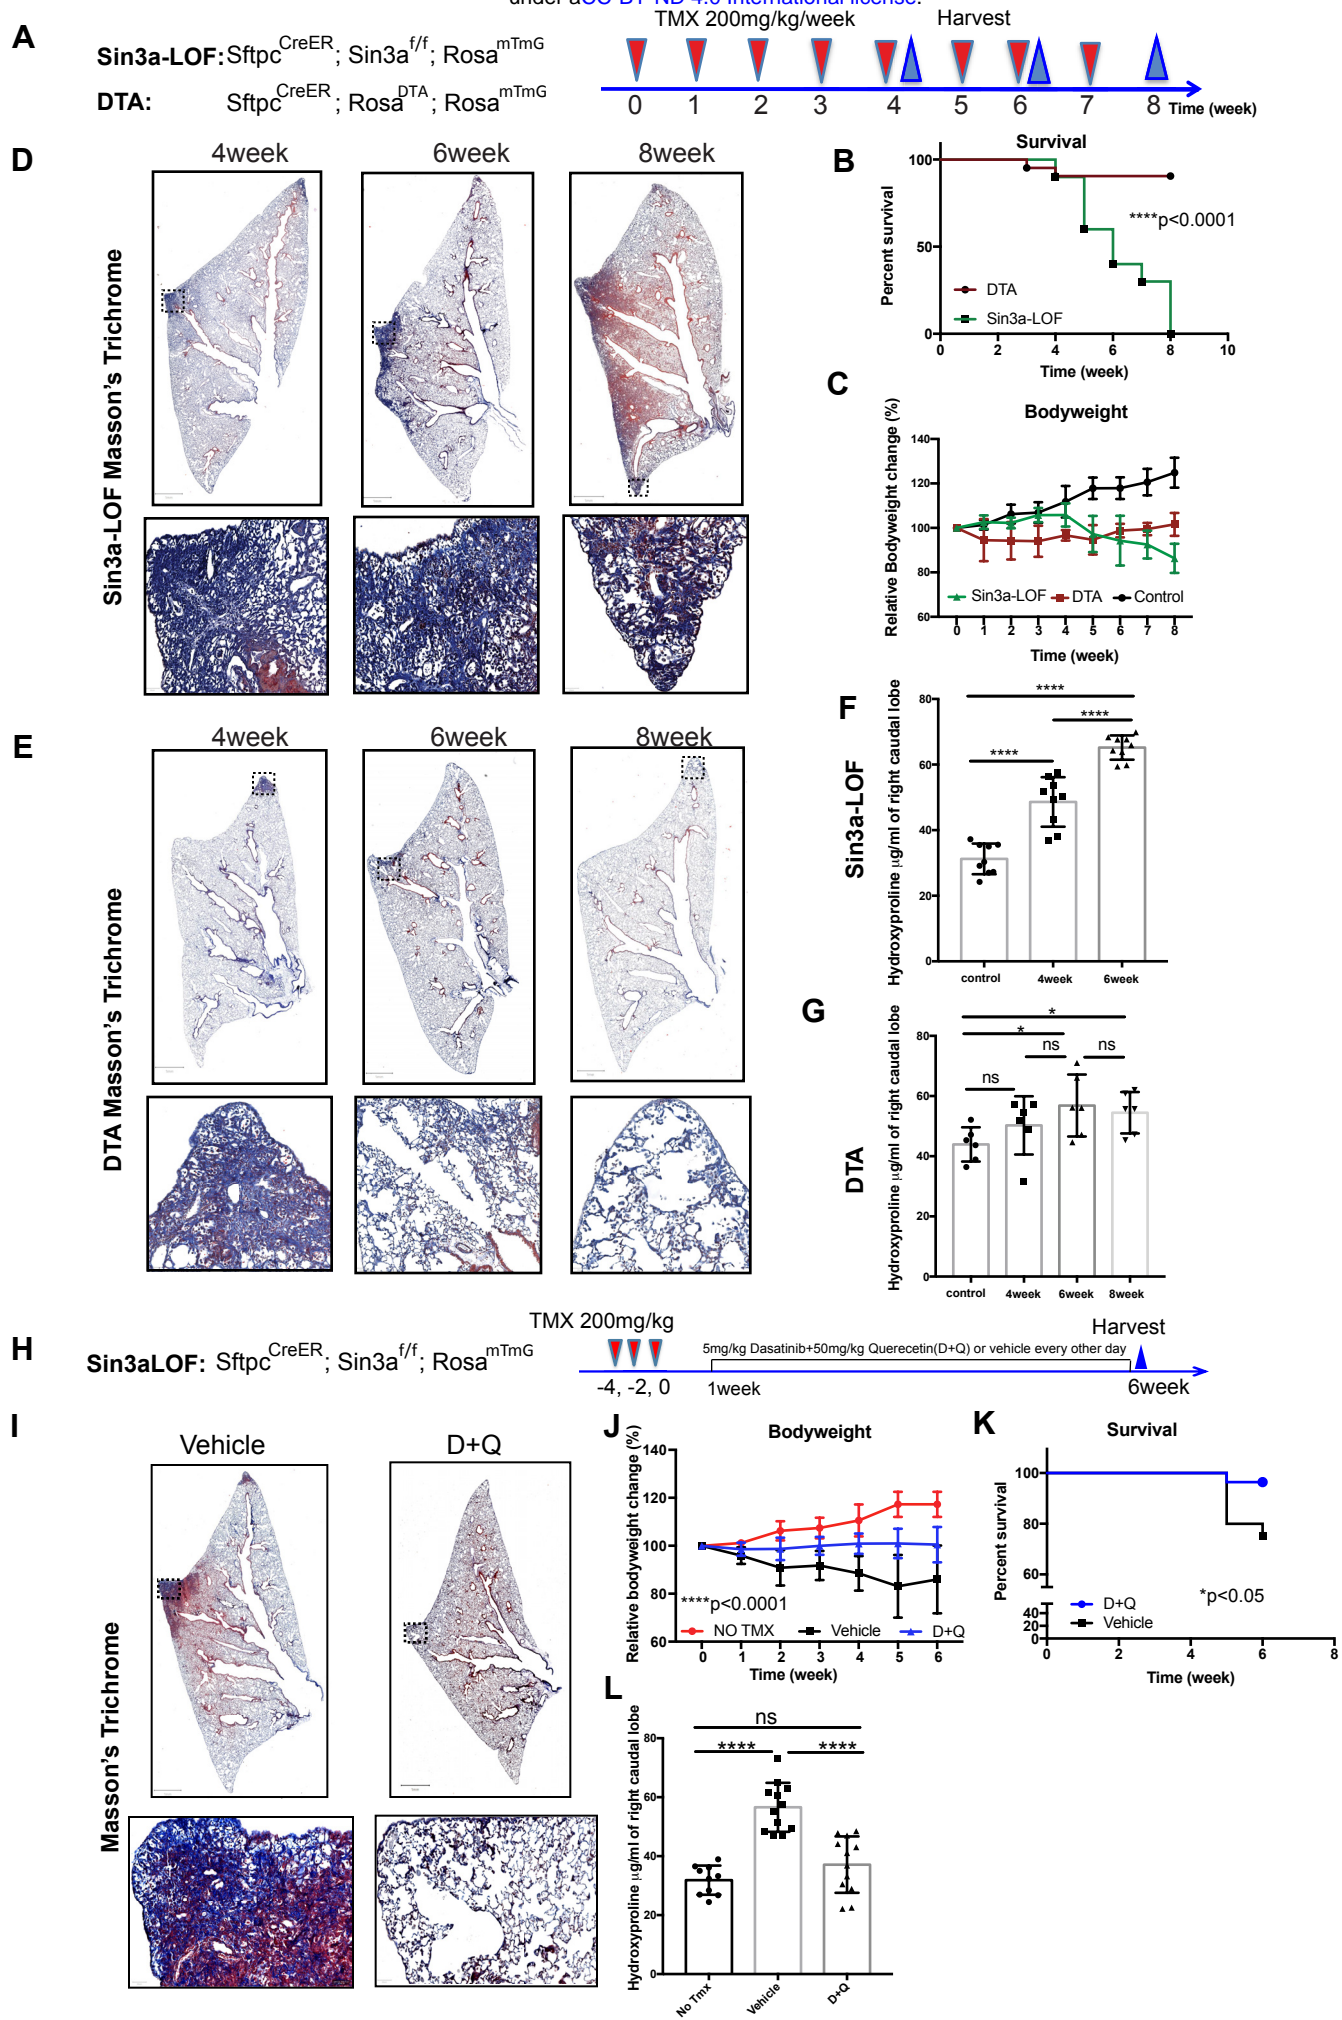 under aCC-BY-ND 4.0 International license.
A
TMX 200mg/kg/week
Harvest
Sin3a-LOF: Sftpc^CreER; Sin3a^f/f; Rosa^mTmG
DTA: Sftpc^CreER; Rosa^DTA; Rosa^mTmG
0 1 2 3 4 5 6 7 8 Time (week)
D
4week 6week 8week
Sin3a-LOF Masson's Trichrome
B
Survival
Percent survival
100
50
0
****p<0.0001
DTA
Sin3a-LOF
0 2 4 6 8 10
Time (week)
C
Bodyweight
Relative Bodyweight change (%)
140
120
100
80
60
Sin3a-LOF DTA Control
0 1 2 3 4 5 6 7 8
Time (week)
E
4week 6week 8week
DTA Masson's Trichrome
F
Sin3a-LOF
Hydroxyproline μg/ml of right caudal lobe
80
60
40
20
0
****
****
****
control 4week 6week
G
DTA
Hydroxyproline μg/ml of right caudal lobe
80
60
40
20
0
*
*
ns ns
ns
control 4week 6week 8week
H
Sin3aLOF: Sftpc^CreER; Sin3a^f/f; Rosa^mTmG
TMX 200mg/kg
Harvest
5mg/kg Dasatinib+50mg/kg Querecetin(D+Q) or vehicle every other day
-4, -2, 0 1week 6week
I
Vehicle D+Q
Masson's Trichrome
J
Bodyweight
Relative bodyweight change (%)
140
120
100
80
60
****p<0.0001
NO TMX Vehicle D+Q
0 1 2 3 4 5 6
Time (week)
K
Survival
Percent survival
100
80
60
40
20
0
*p<0.05
D+Q
Vehicle
0 2 4 6 8
Time (week)
L
Hydroxyproline μg/ml of right caudal lobe
80
60
40
20
0
ns
**** ****
No Tmx Vehicle D+Q